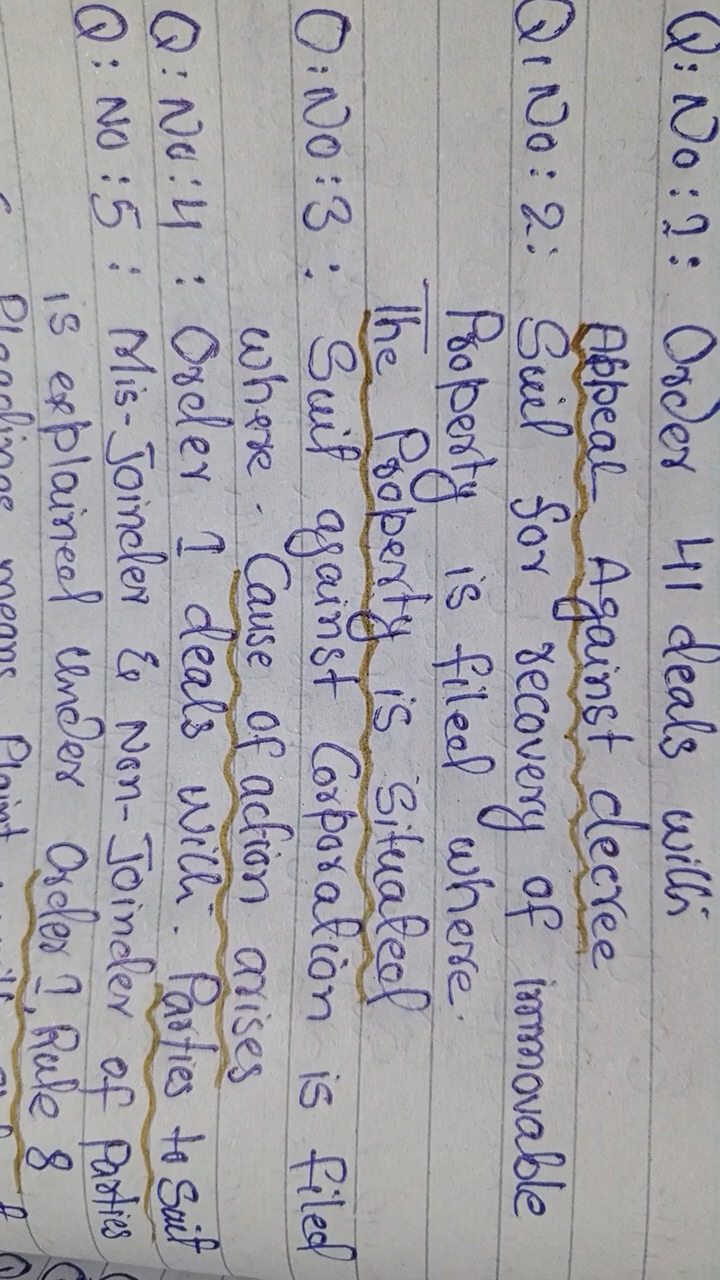 Q: No: 1: Order 41 deals with
Appeal Against decree
Q: No: 2: Suit for recovery of immovable
Property is filed where.
The Property is situated
Q: No: 3: Suit against Corporation is filed
where. Cause of action arises
Q: No: 4: Order 1 deals with. Parties to Suit
Q: No: 5: Mis-Joinder & Non-Joinder of Parties
is explained Under Order 1, Rule 8
Pleadings means Plaint